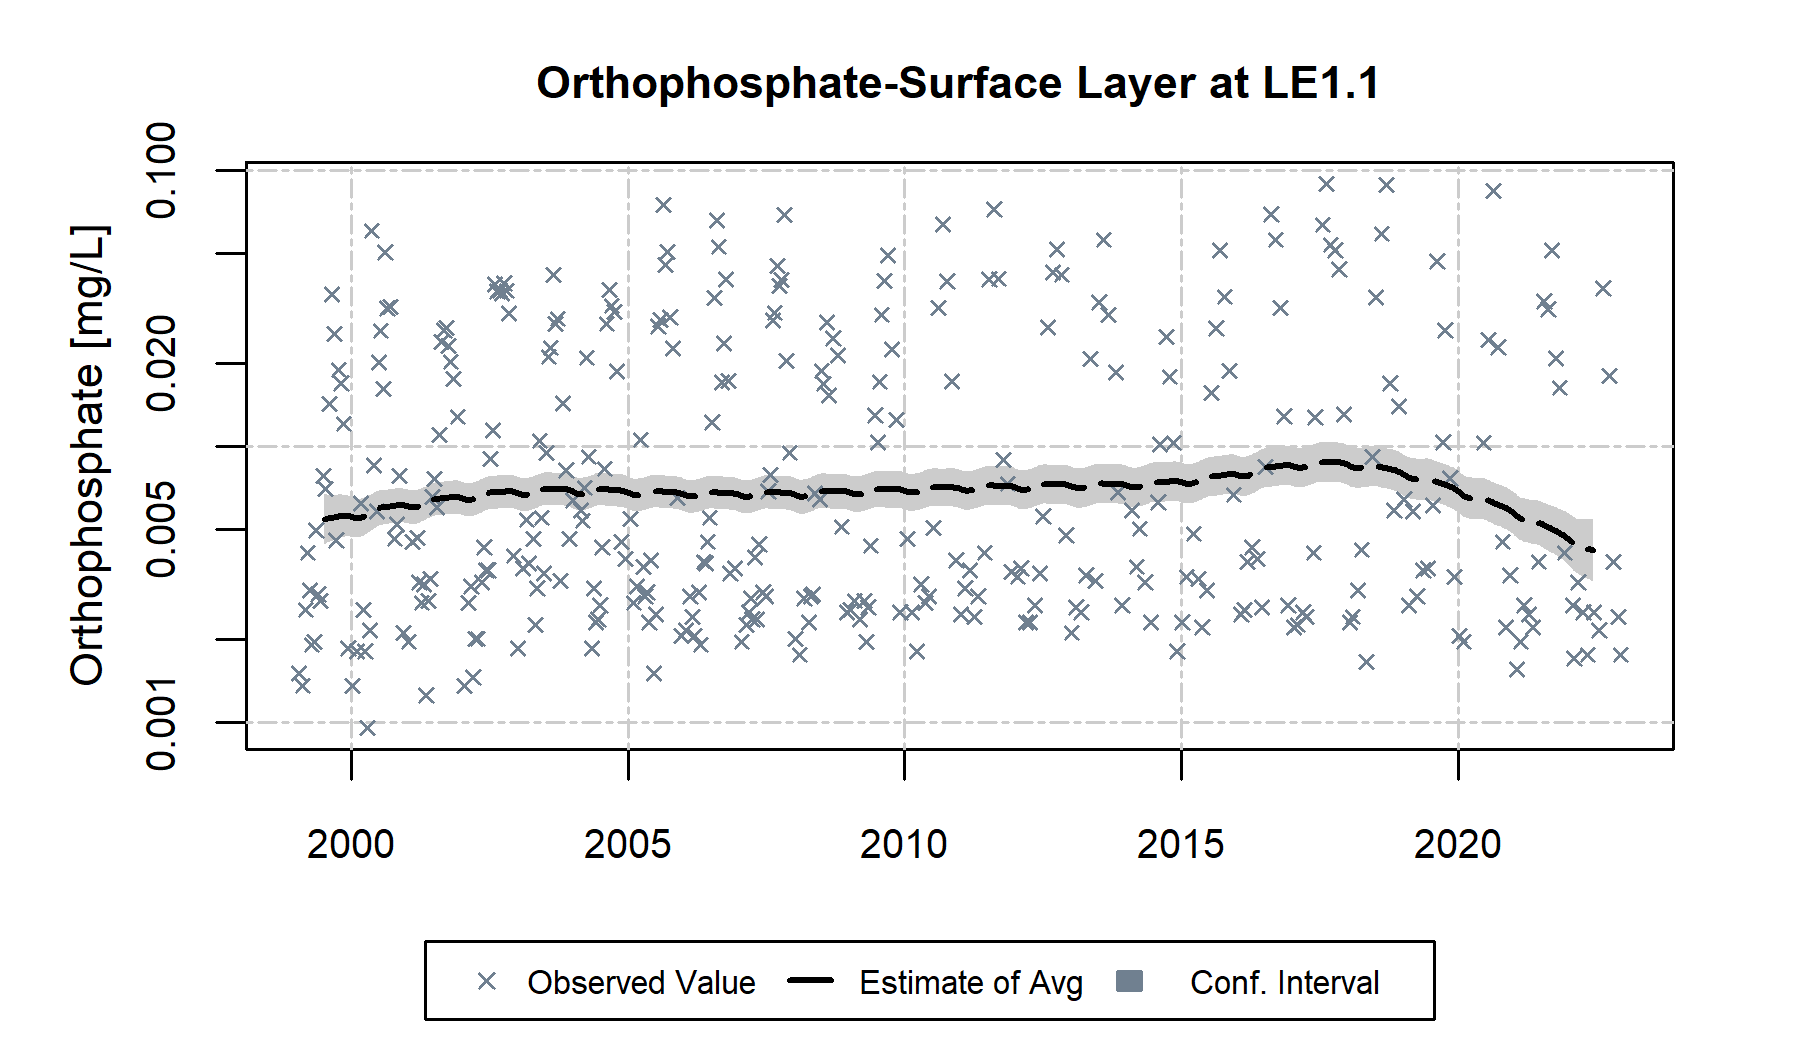 Orthophosphate-Surface Layer at LE1.1
Orthophosphate [mg/L]
0.100
0.020
0.005
0.001
2000 2005 2010 2015 2020
Observed Value Estimate of Avg Conf. Interval